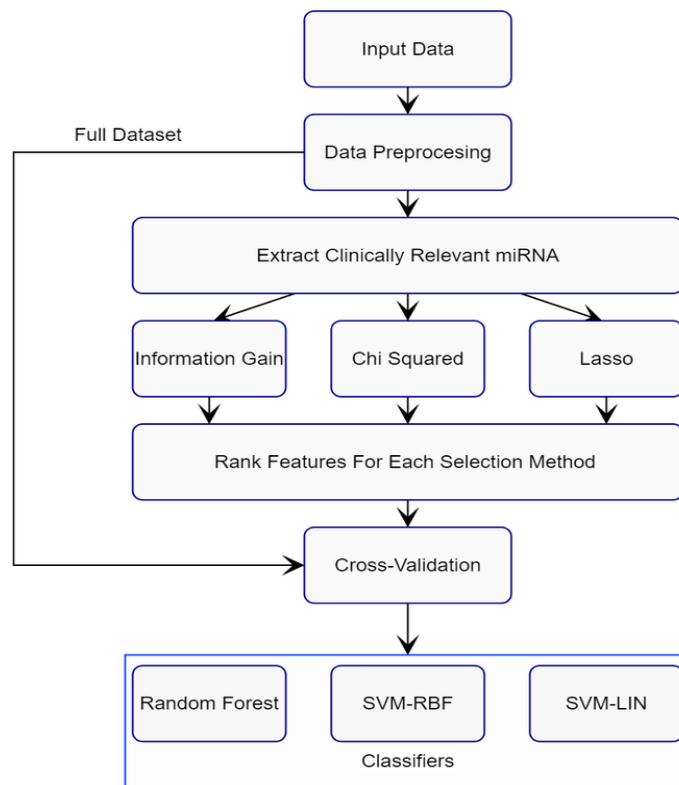 Input Data
Full Dataset
Data Preprocesing
Extract Clinically Relevant miRNA
Information Gain
Chi Squared
Lasso
Rank Features For Each Selection Method
Cross-Validation
Random Forest
SVM-RBF
SVM-LIN
Classifiers